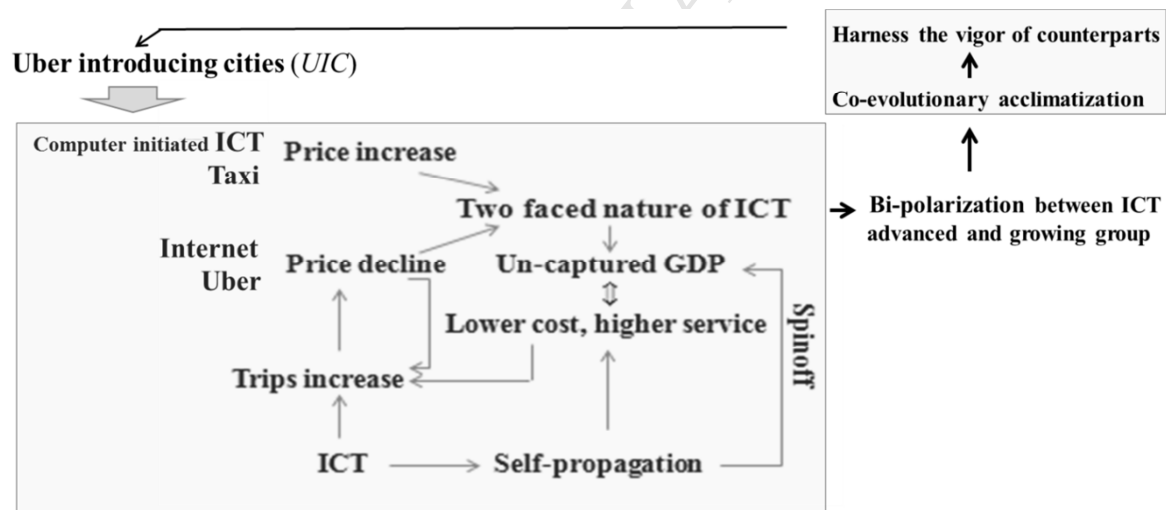 Harness the vigor of counterparts
Uber introducing cities (UIC)
Co-evolutionary acclimatization
Computer initiated ICT
Taxi
Price increase
Two faced nature of ICT
Bi-polarization between ICT
advanced and growing group
Internet
Uber
Price decline
Un-captured GDP
Lower cost, higher service
Spinoff
Trips increase
ICT
Self-propagation